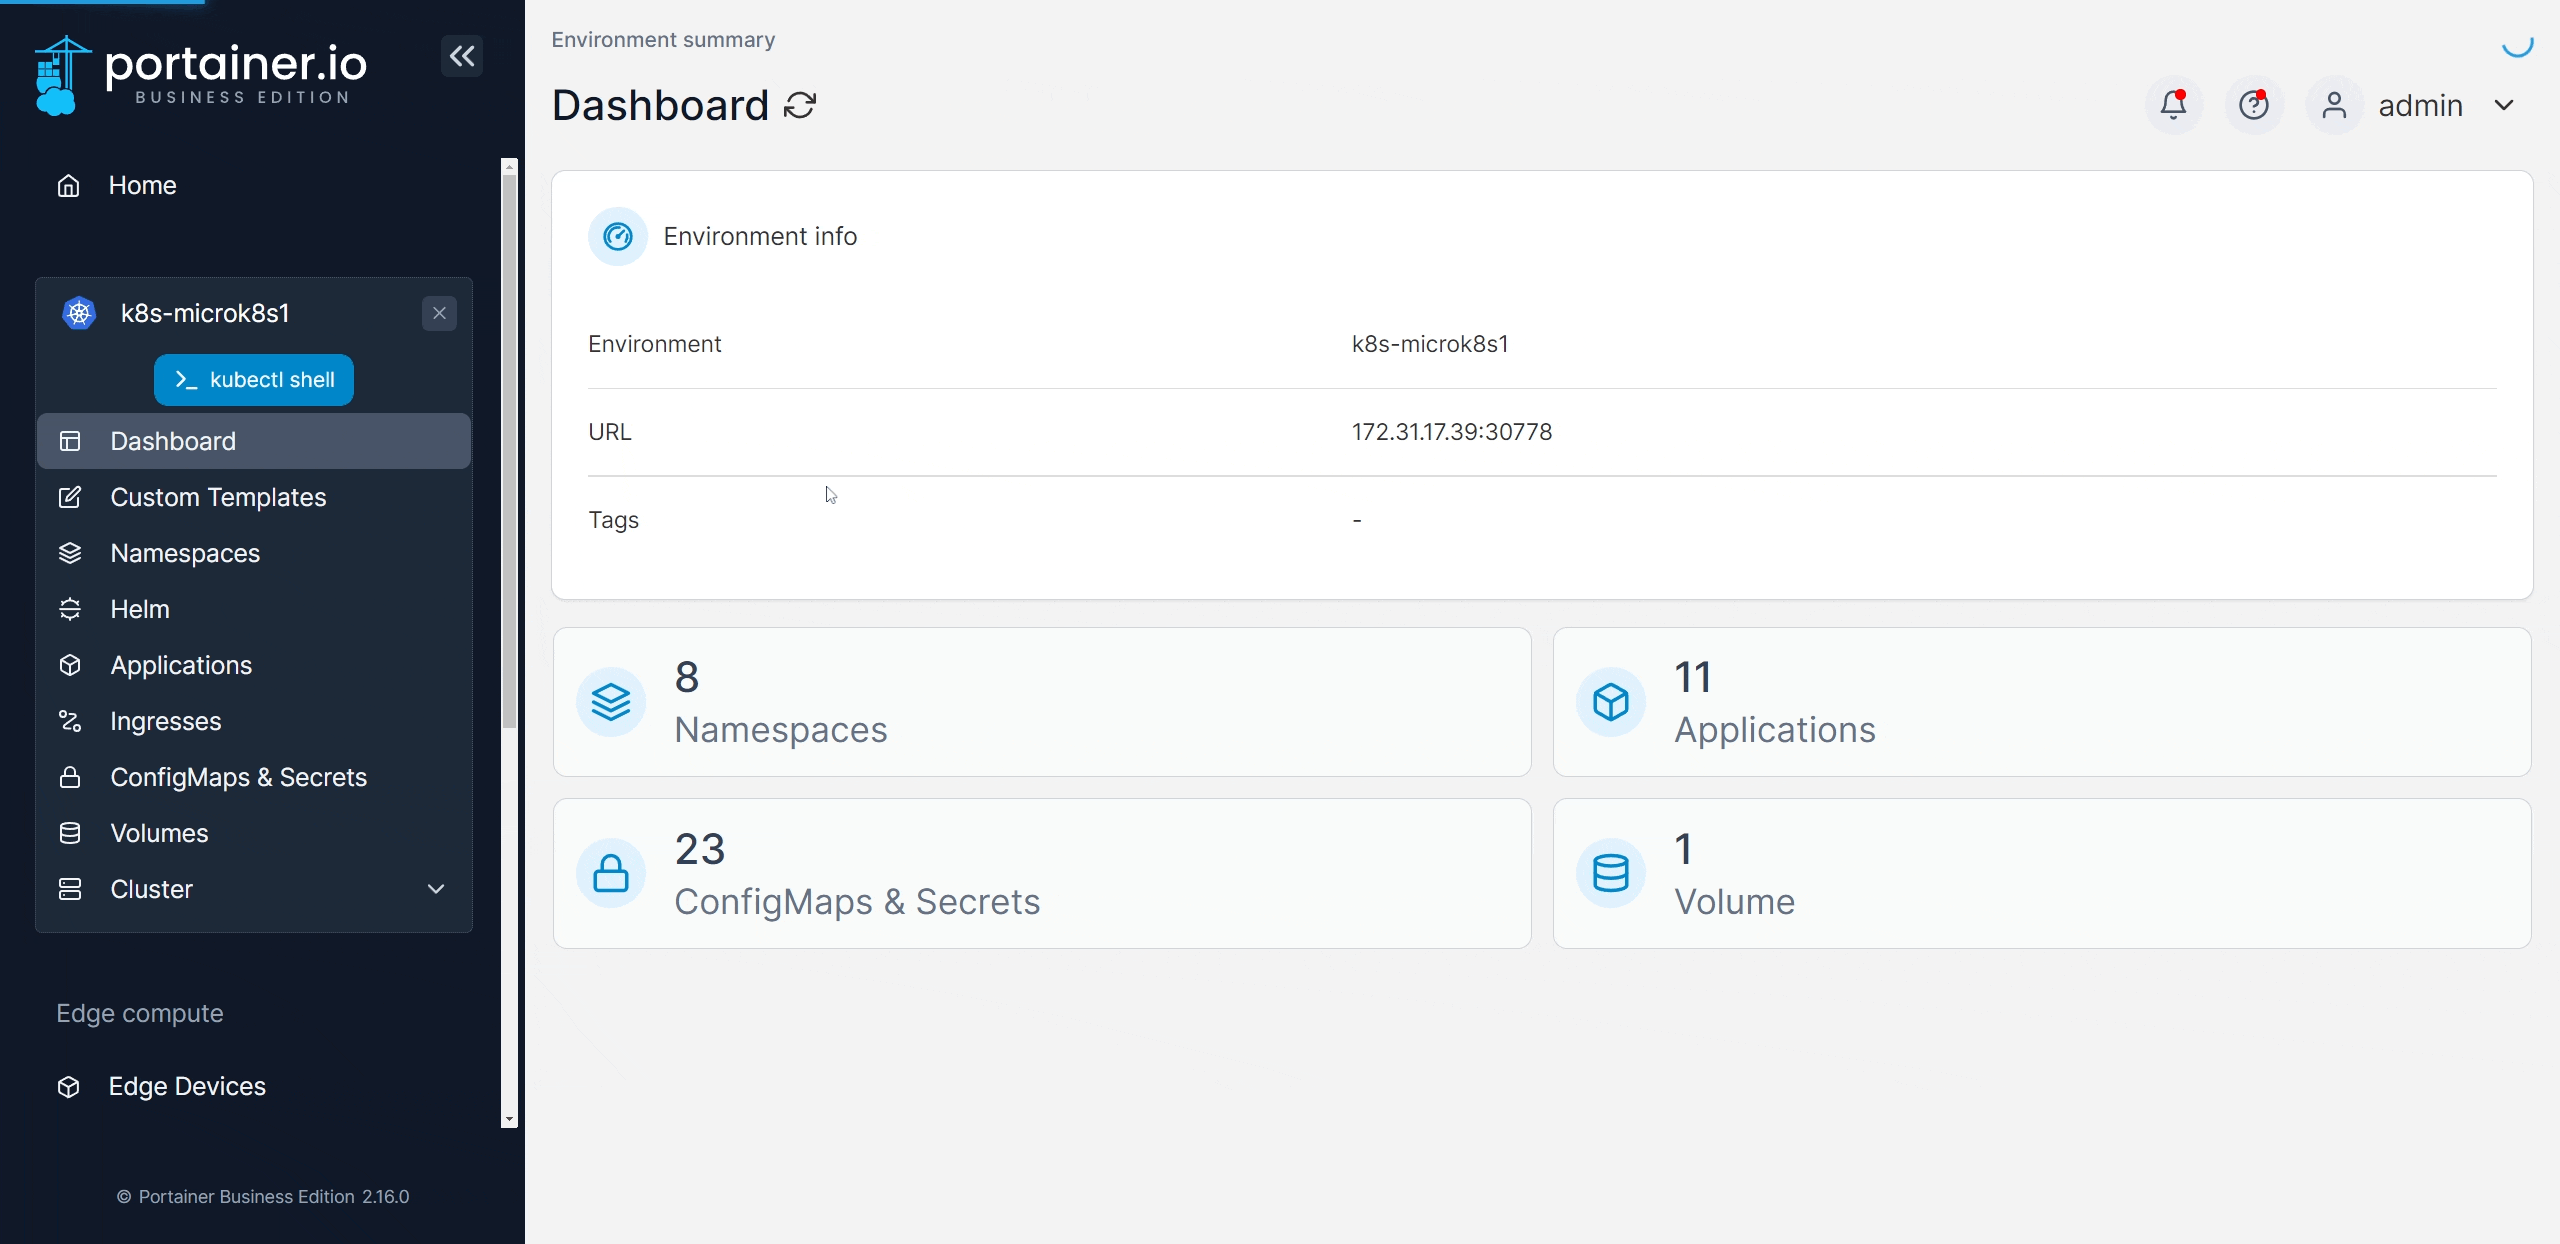 portainer.io
BUSINESS EDITION
Home
k8s-microk8s1
kubectl shell
Dashboard
Custom Templates
Namespaces
Helm
Applications
Ingresses
ConfigMaps & Secrets
Volumes
Cluster
Edge compute
Edge Devices
© Portainer Business Edition 2.16.0
Environment summary
Dashboard
admin
Environment info
Environment k8s-microk8s1
URL 172.31.17.39:30778
Tags -
8
Namespaces
11
Applications
23
ConfigMaps & Secrets
1
Volume